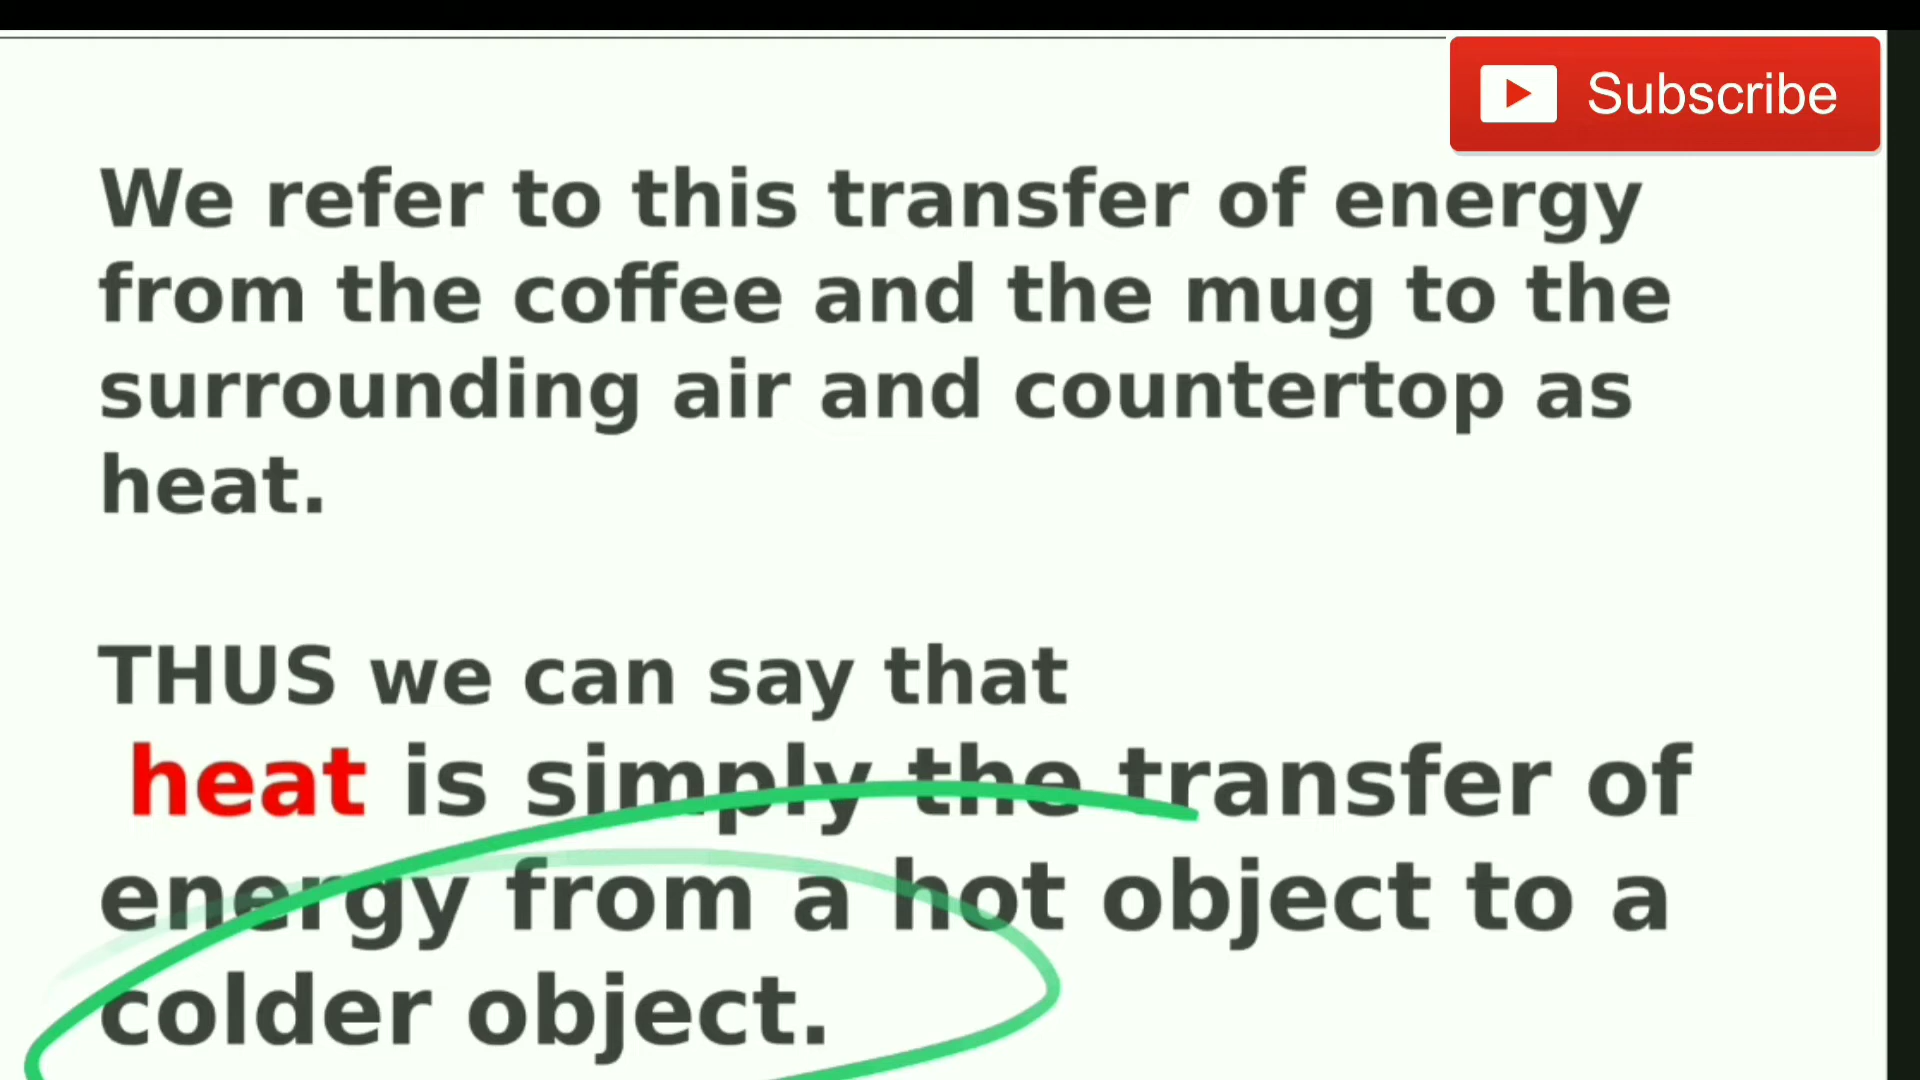 Subscribe
We refer to this transfer of energy
from the coffee and the mug to the
surrounding air and countertop as
heat.
THUS we can say that
heat is simply the transfer of
energy from a hot object to a
colder object.